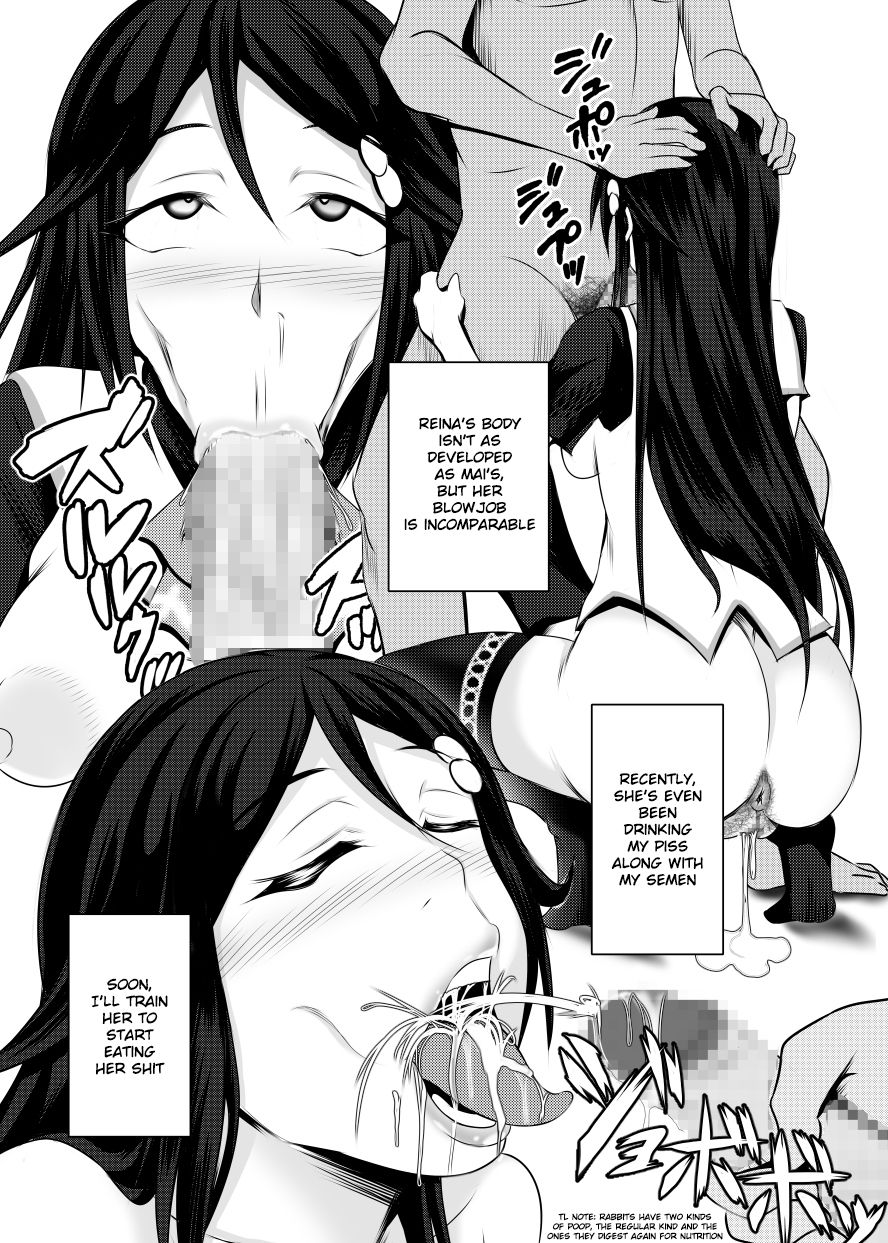 ジュポッ
ジュプッ
REINA'S BODY
ISN'T AS
DEVELOPED
AS MAI'S,
BUT HER
BLOWJOB
IS INCOMPARABLE
RECENTLY,
SHE'S EVEN
BEEN
DRINKING
MY PISS
ALONG WITH
MY SEMEN
SOON,
I'LL TRAIN
HER TO
START
EATING
HER SHIT
TL NOTE: RABBITS HAVE TWO KINDS
OF POOP, THE REGULAR KIND AND THE
ONES THEY DIGEST AGAIN FOR NUTRITION